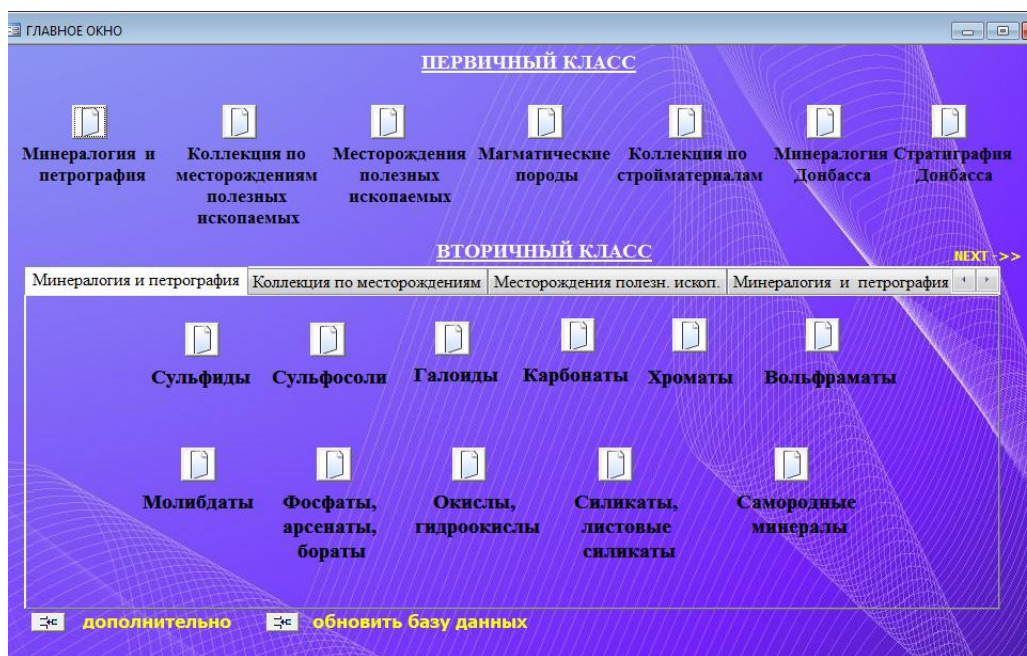 ГЛАВНОЕ ОКНО
ПЕРВИЧНЫЙ КЛАСС
Минералогия и
петрография
Коллекция по
месторождениям
полезных
ископаемых
Месторождения
полезных
ископаемых
Магматические
породы
Коллекция по
стройматериалам
Минералогия
Донбасса
Стратиграфия
Донбасса
ВТОРИЧНЫЙ КЛАСС
NEXT->>
Минералогия и петрография
Коллекция по месторождениям
Месторождения полезн. ископ.
Минералогия и петрография
Сульфиды
Сульфосоли
Галоиды
Карбонаты
Хроматы
Вольфраматы
Молибдаты
Фосфаты,
арсенаты,
бораты
Окислы,
гидроокислы
Силикаты,
листовые
силикаты
Самородные
минералы
дополнительно
обновить базу данных